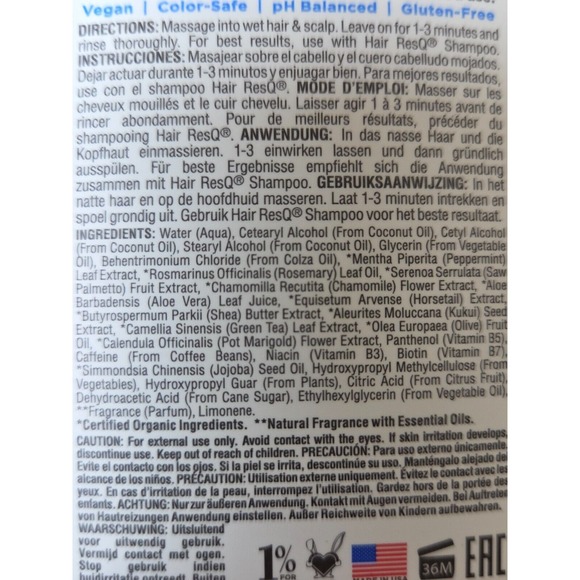 Vegan | Color-Safe | pH Balanced | Gluten-Free
DIRECTIONS: Massage into wet hair & scalp. Leave on for 1-3 minutes and
rinse thoroughly. For best results, use with Hair ResQ® Shampoo.
INSTRUCCIONES: Masajear sobre el cabello y el cuero cabelludo mojados.
Dejar actuar durante 1-3 minutos y enjuagar bien. Para mejores resultados,
use con el shampoo Hair ResQ®. MODE D'EMPLOI: Masser sur les
cheveux mouillés et le cuir chevelu. Laisser agir 1 à 3 minutes avant de
rincer abondamment. Pour de meilleurs résultats, précéder du
shampooing Hair ResQ®. ANWENDUNG: In das nasse Haar und die
Kopfhaut einmassieren. 1-3 einwirken lassen und dann gründlich
ausspülen. Für beste Ergebnisse empfiehlt sich die Anwendung
zusammen mit Hair ResQ® Shampoo. GEBRUIKSAANWIJZING: In het
natte haar en op de hoofdhuid masseren. Laat 1-3 minuten intrekken en
spoel grondig uit. Gebruik Hair ResQ® Shampoo voor het beste resultaat.
INGREDIENTS: Water (Aqua), Cetearyl Alcohol (From Coconut Oil), Cetyl Alcohol
(From Coconut Oil), Stearyl Alcohol (From Coconut Oil), Glycerin (From Vegetable
Oil), Behentrimonium Chloride (From Colza Oil), *Mentha Piperita (Peppermint)
Leaf Extract, *Rosmarinus Officinalis (Rosemary) Leaf Oil, *Serenoa Serrulata (Saw
Palmetto) Fruit Extract, *Chamomilla Recutita (Chamomile) Flower Extract, *Aloe
Barbadensis (Aloe Vera) Leaf Juice, *Equisetum Arvense (Horsetail) Extract,
*Butyrospermum Parkii (Shea) Butter Extract, *Aleurites Moluccana (Kukui) Seed
Extract, *Camellia Sinensis (Green Tea) Leaf Extract, *Olea Europaea (Olive) Fruit
Oil, *Calendula Officinalis (Pot Marigold) Flower Extract, Panthenol (Vitamin B5),
Caffeine (From Coffee Beans), Niacin (Vitamin B3), Biotin (Vitamin B7),
*Simmondsia Chinensis (Jojoba) Seed Oil, Hydroxypropyl Methylcellulose (From
Vegetables), Hydroxypropyl Guar (From Plants), Citric Acid (From Citrus Fruit),
Dehydroacetic Acid (From Cane Sugar), Ethylhexylglycerin (From Vegetable Oil),
**Fragrance (Parfum), Limonene.
*Certified Organic Ingredients. **Natural Fragrance with Essential Oils.
CAUTION: For external use only. Avoid contact with the eyes. If skin irritation develops,
discontinue use. Keep out of reach of children. PRECAUCIÓN: Para uso externo únicamente.
Evite el contacto con los ojos. Si la piel se irrita, descontinúe su uso. Manténgalo alejado de
alcance de los niños. PRÉCAUTION: Utilisation externe uniquement. Évitez le contact avec les
yeux. En cas d'irritation de la peau, interrompez l'utilisation. Gardez hors de la portée des
enfants. ACHTUNG: Nur zur äußeren Anwendung. Kontakt mit Augen vermeiden. Bei Auftreten
von Hautreizungen Anwendung einstellen. Außer Reichweite von Kindern aufbewahren.
WAARSCHUWING: Uitsluitend
voor uitwendig gebruik.
Vermijd contact met ogen.
Stop gebruik indien
huidirritatie optreedt. Buiten
1% FOR
MADE IN USA
36M
EAC